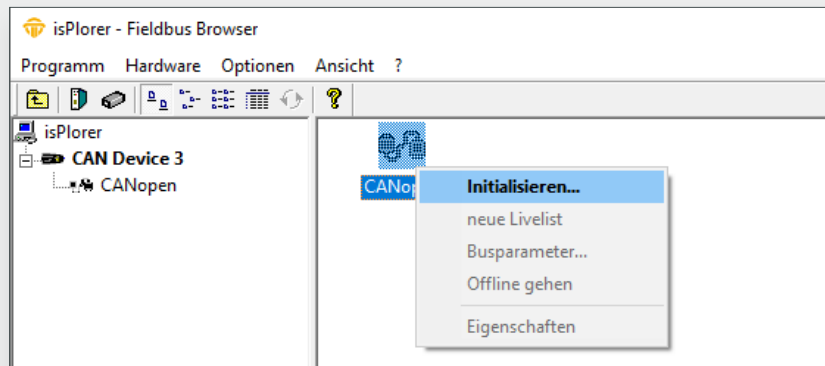 isPlorer - Fieldbus Browser
Programm Hardware Optionen Ansicht ?
isPlorer
CAN Device 3
CANopen
CANop
Initialisieren...
neue Livelist
Busparameter...
Offline gehen
Eigenschaften